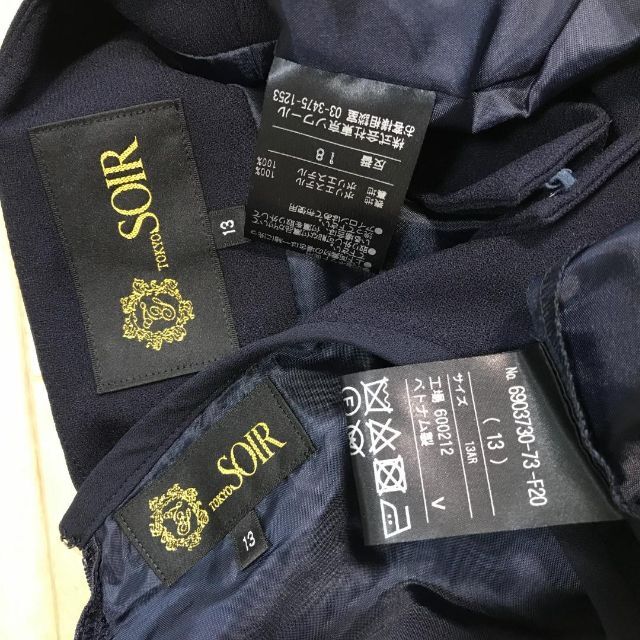 TOKYO SOIR
13
株式会社東京ソワール
お客様相談室 03-3475-1253
反番 18
表地 ポリエステル 100%
裏地 ポリエステル 100%
TOKYO SOIR
13
No 6903730-73-F20
( 13 )
サイズ 13AR
工場 600212 V
ベトナム製